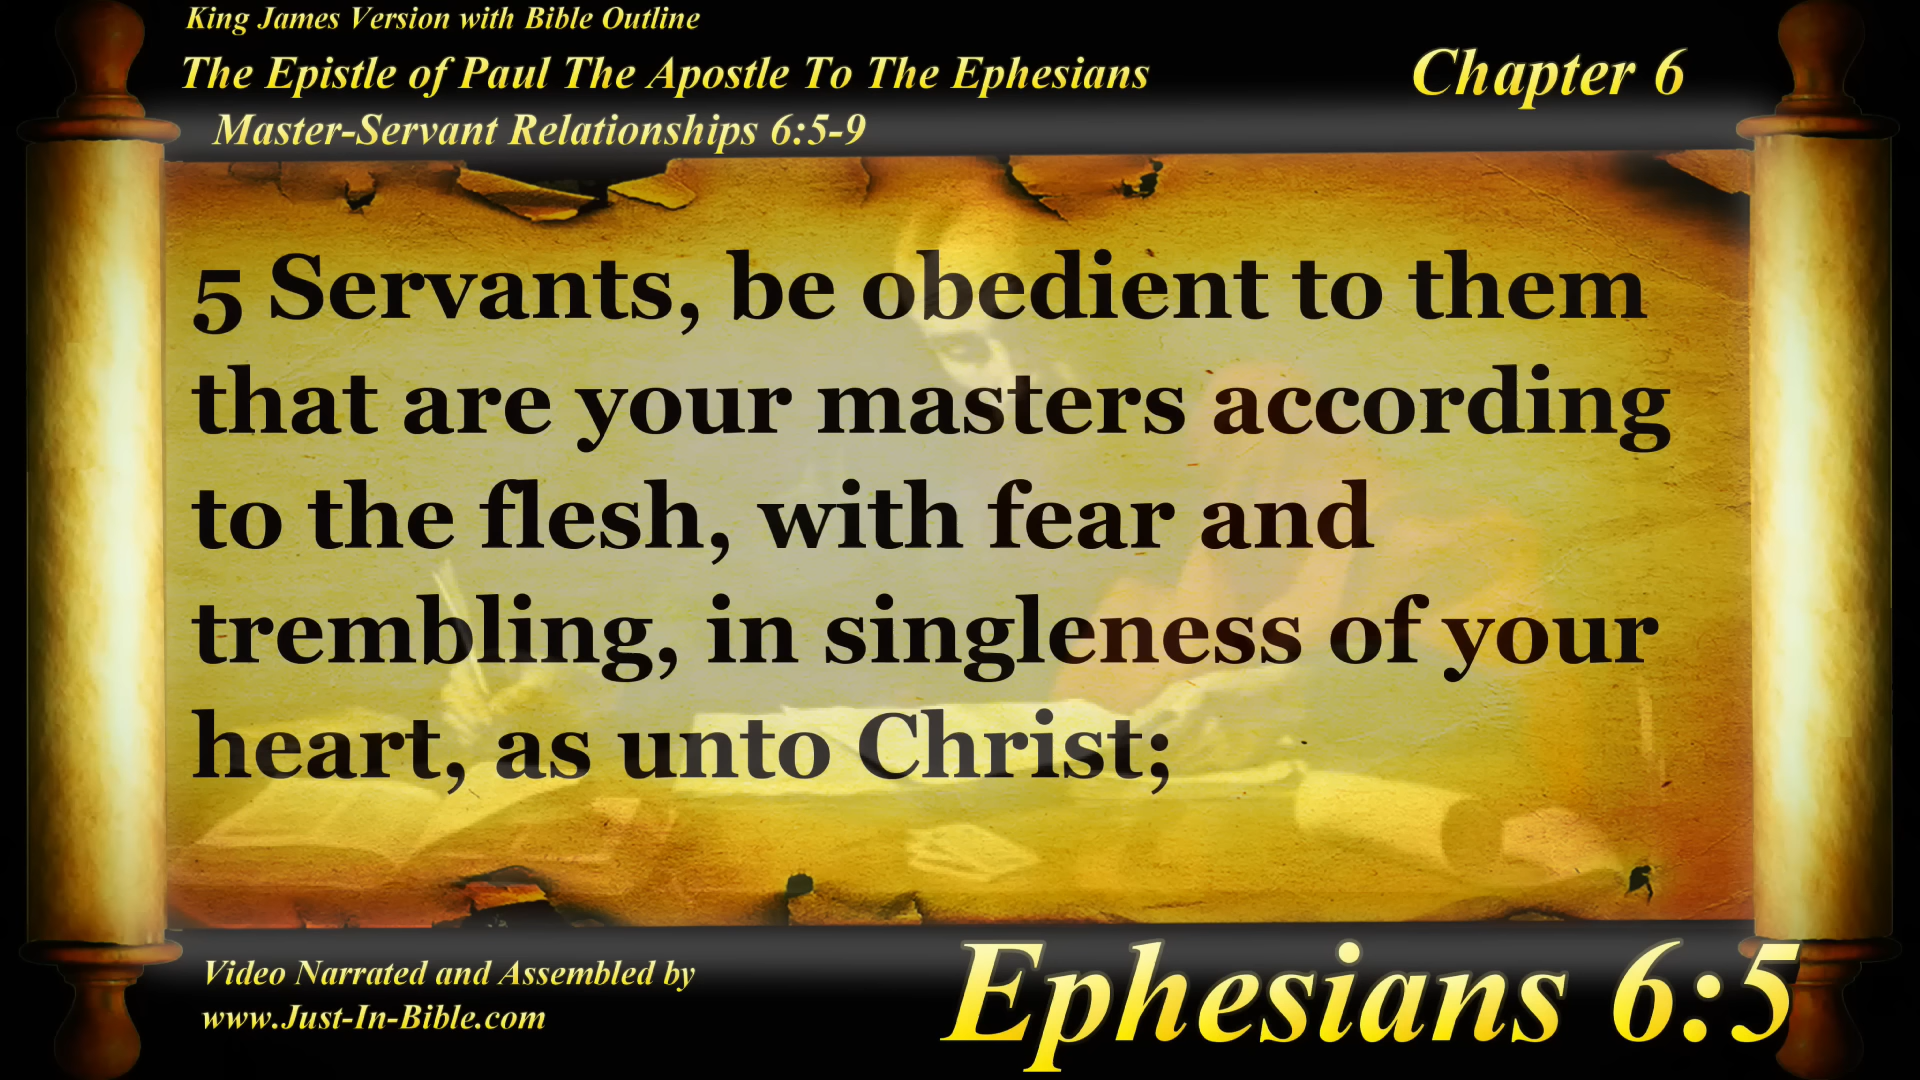 King James Version with Bible Outline
The Epistle of Paul The Apostle To The Ephesians
Chapter 6
Master-Servant Relationships 6:5-9
5 Servants, be obedient to them
that are your masters according
to the flesh, with fear and
trembling, in singleness of your
heart, as unto Christ;
Video Narrated and Assembled by
www.Just-In-Bible.com
Ephesians 6:5